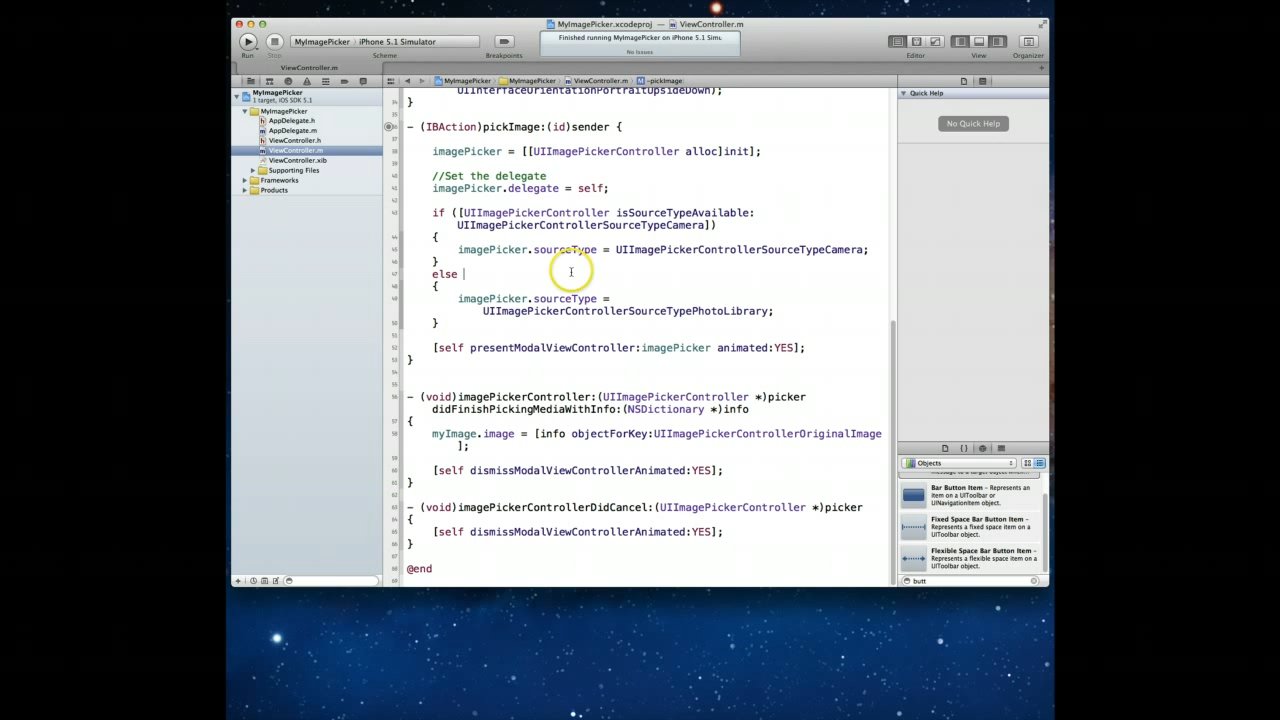 MyImagePicker.xcodeproj — ViewController.m
MyImagePicker iPhone 5.1 Simulator
Finished running MyImagePicker on iPhone 5.1 Simu
No Issues
Run Stop Scheme Breakpoints Editor View Organizer
ViewController.m
MyImagePicker MyImagePicker ViewController.m -pickImage:
MyImagePicker
1 target, iOS SDK 5.1
MyImagePicker
AppDelegate.h
AppDelegate.m
ViewController.h
ViewController.m
ViewController.xib
Supporting Files
Frameworks
Products
UIInterfaceOrientationPortraitUpsideDown);
}
- (IBAction)pickImage:(id)sender {
imagePicker = [[UIImagePickerController alloc]init];
//Set the delegate
imagePicker.delegate = self;
if ([UIImagePickerController isSourceTypeAvailable:
UIImagePickerControllerSourceTypeCamera])
{
imagePicker.sourceType = UIImagePickerControllerSourceTypeCamera;
}
else
{
imagePicker.sourceType =
UIImagePickerControllerSourceTypePhotoLibrary;
}
[self presentModalViewController:imagePicker animated:YES];
}
- (void)imagePickerController:(UIImagePickerController *)picker
didFinishPickingMediaWithInfo:(NSDictionary *)info
{
myImage.image = [info objectForKey:UIImagePickerControllerOriginalImage
];
[self dismissModalViewControllerAnimated:YES];
}
- (void)imagePickerControllerDidCancel:(UIImagePickerController *)picker
{
[self dismissModalViewControllerAnimated:YES];
}
@end
Quick Help
No Quick Help
Objects
Bar Button Item - Represents an
item on a UIToolbar or
UINavigationItem object.
Fixed Space Bar Button Item -
Represents a fixed space item on a
UIToolbar object.
Flexible Space Bar Button Item -
Represents a flexible space item on a
UIToolbar object.
butt